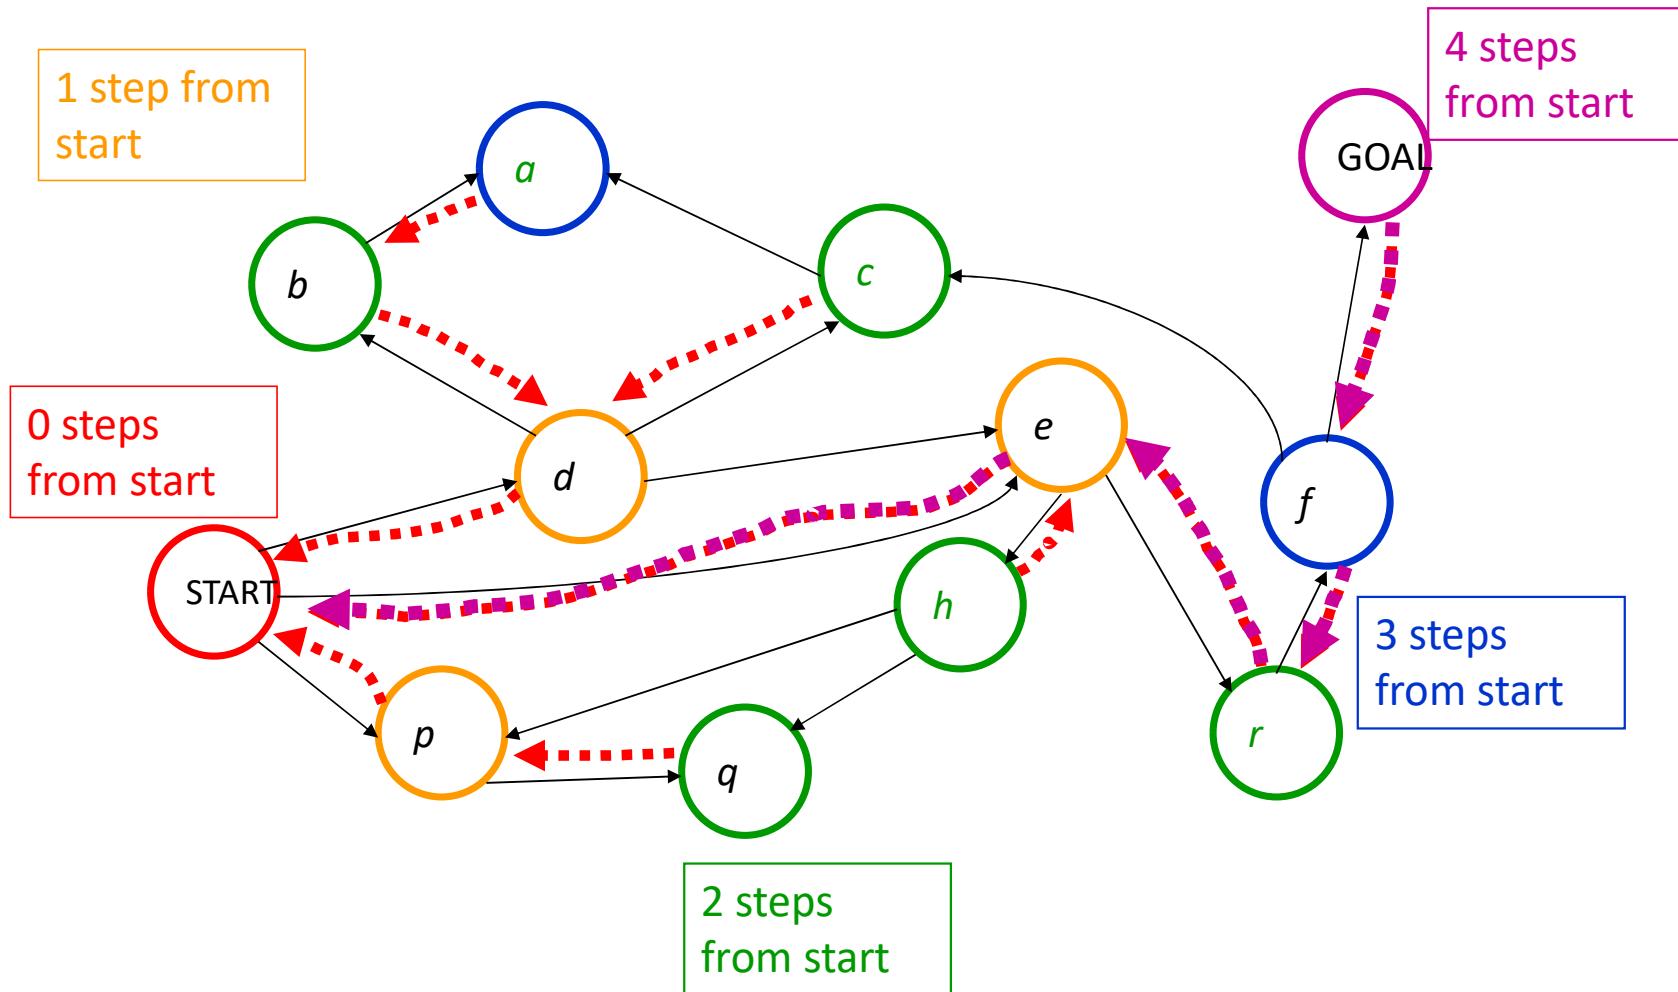 4 steps
from start
1 step from
start
GOAL
a
c
b
0 steps
from start
e
d
f
START
h
3 steps
from start
p
r
q
2 steps
from start